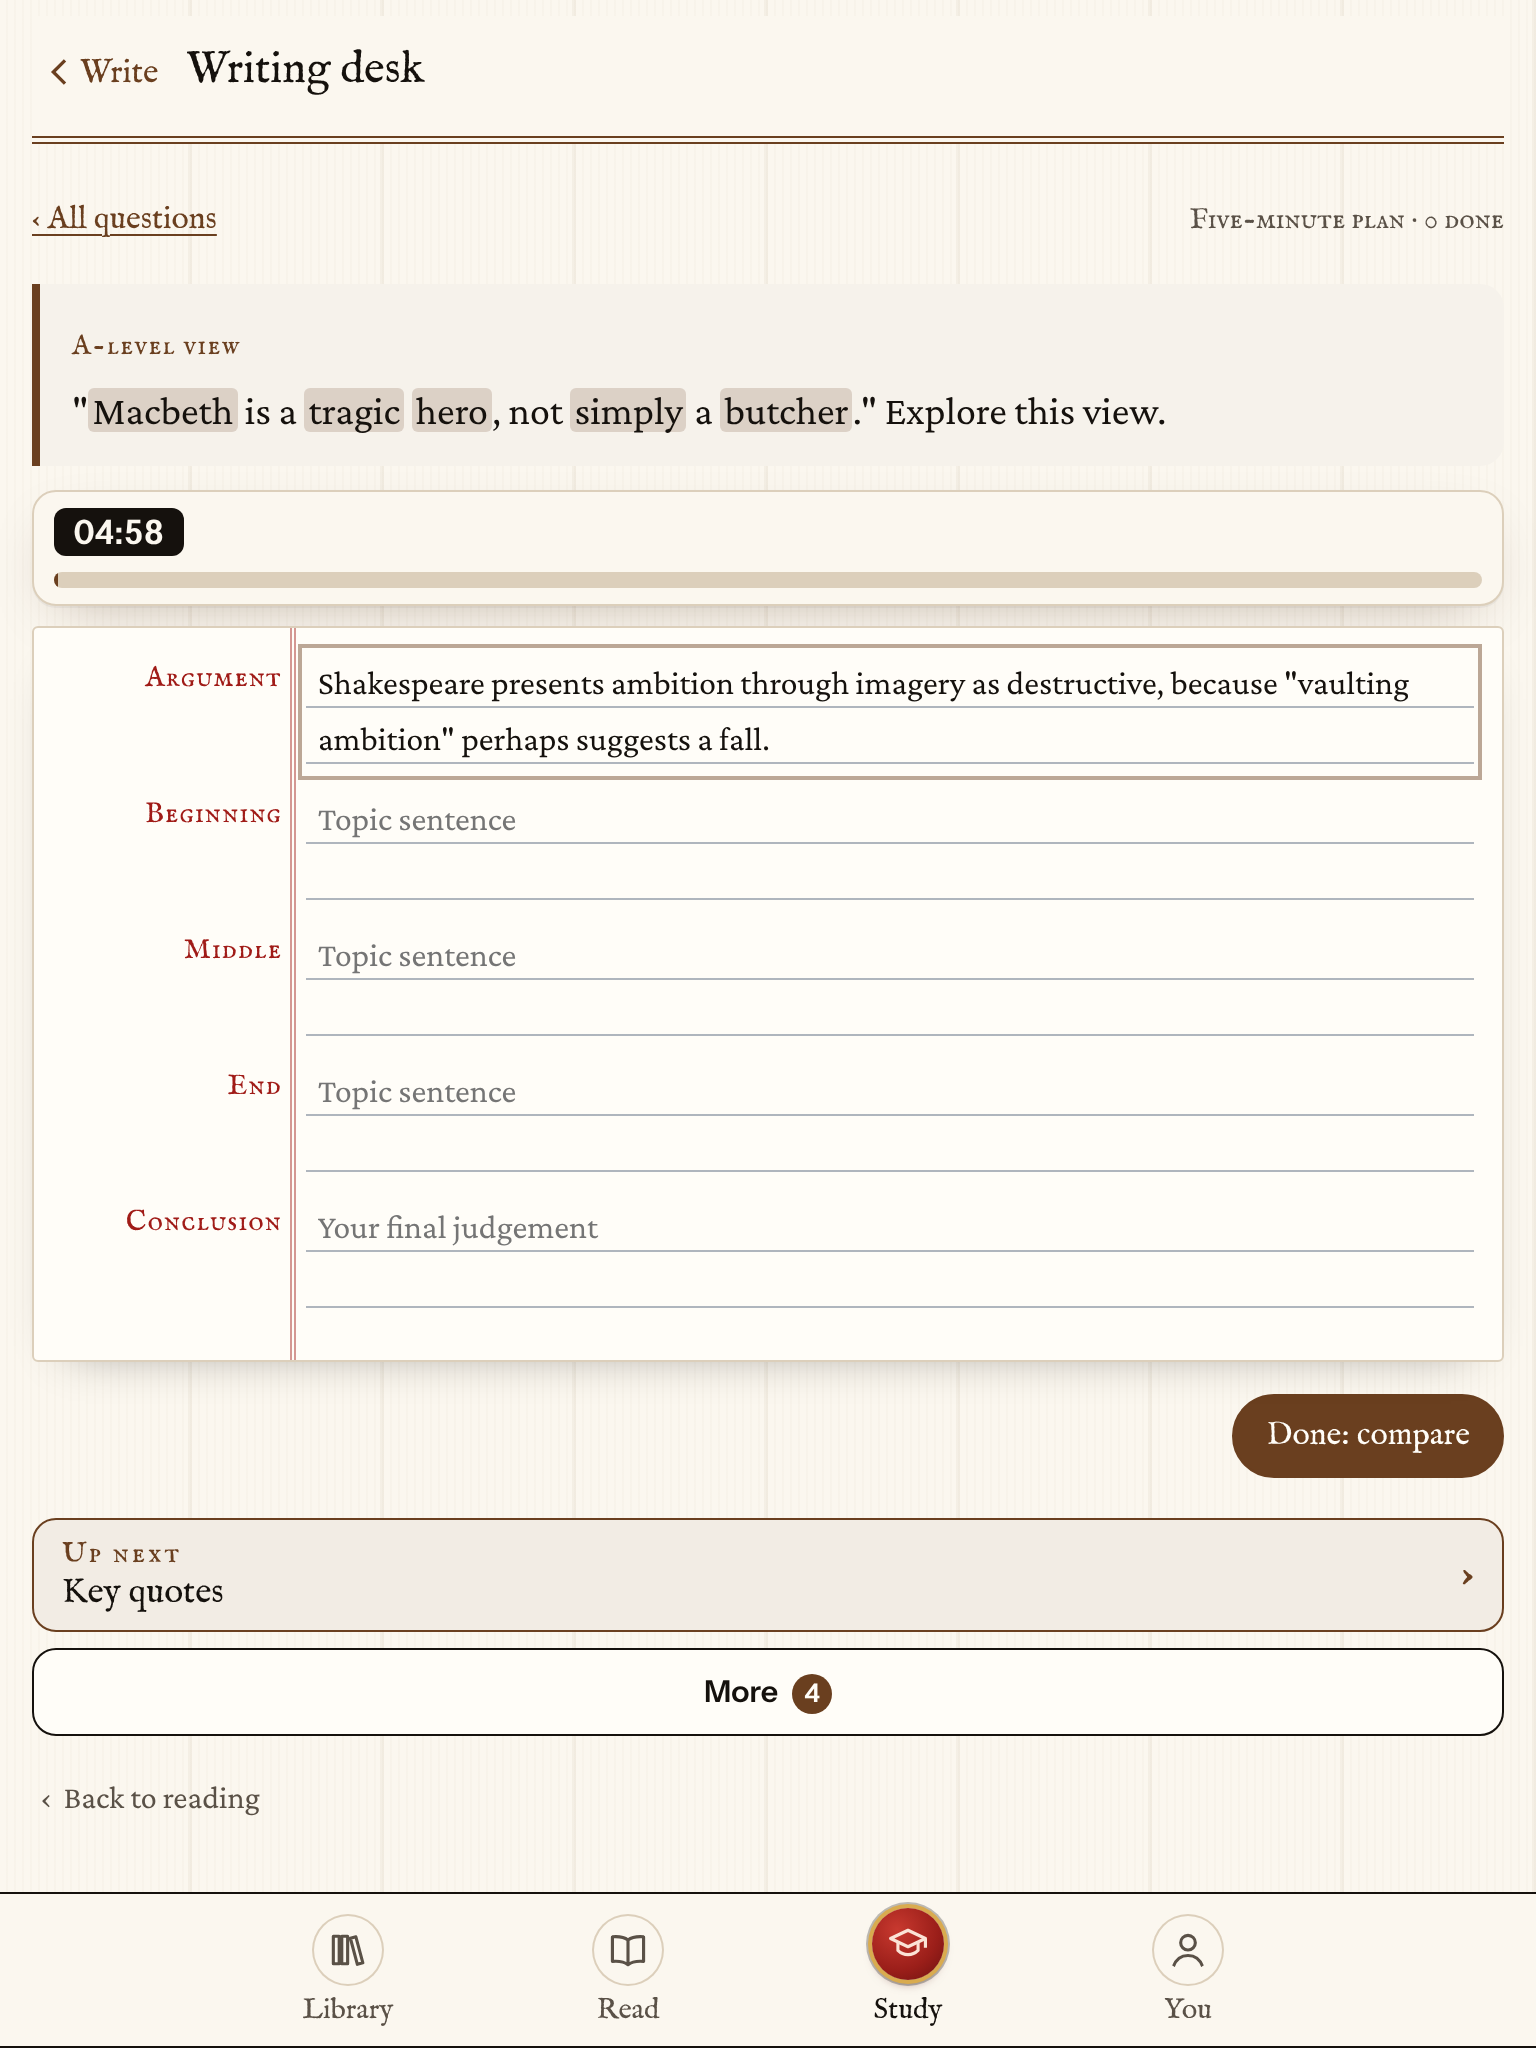 Write Writing desk
‹ All questions
Five-minute plan · 0 done
A-level view
"Macbeth is a tragic hero, not simply a butcher." Explore this view.
04:58
Argument
Shakespeare presents ambition through imagery as destructive, because "vaulting
ambition" perhaps suggests a fall.
Beginning
Topic sentence
Middle
Topic sentence
End
Topic sentence
Conclusion
Your final judgement
Done: compare
Up next
Key quotes
More 4
‹ Back to reading
Library
Read
Study
You